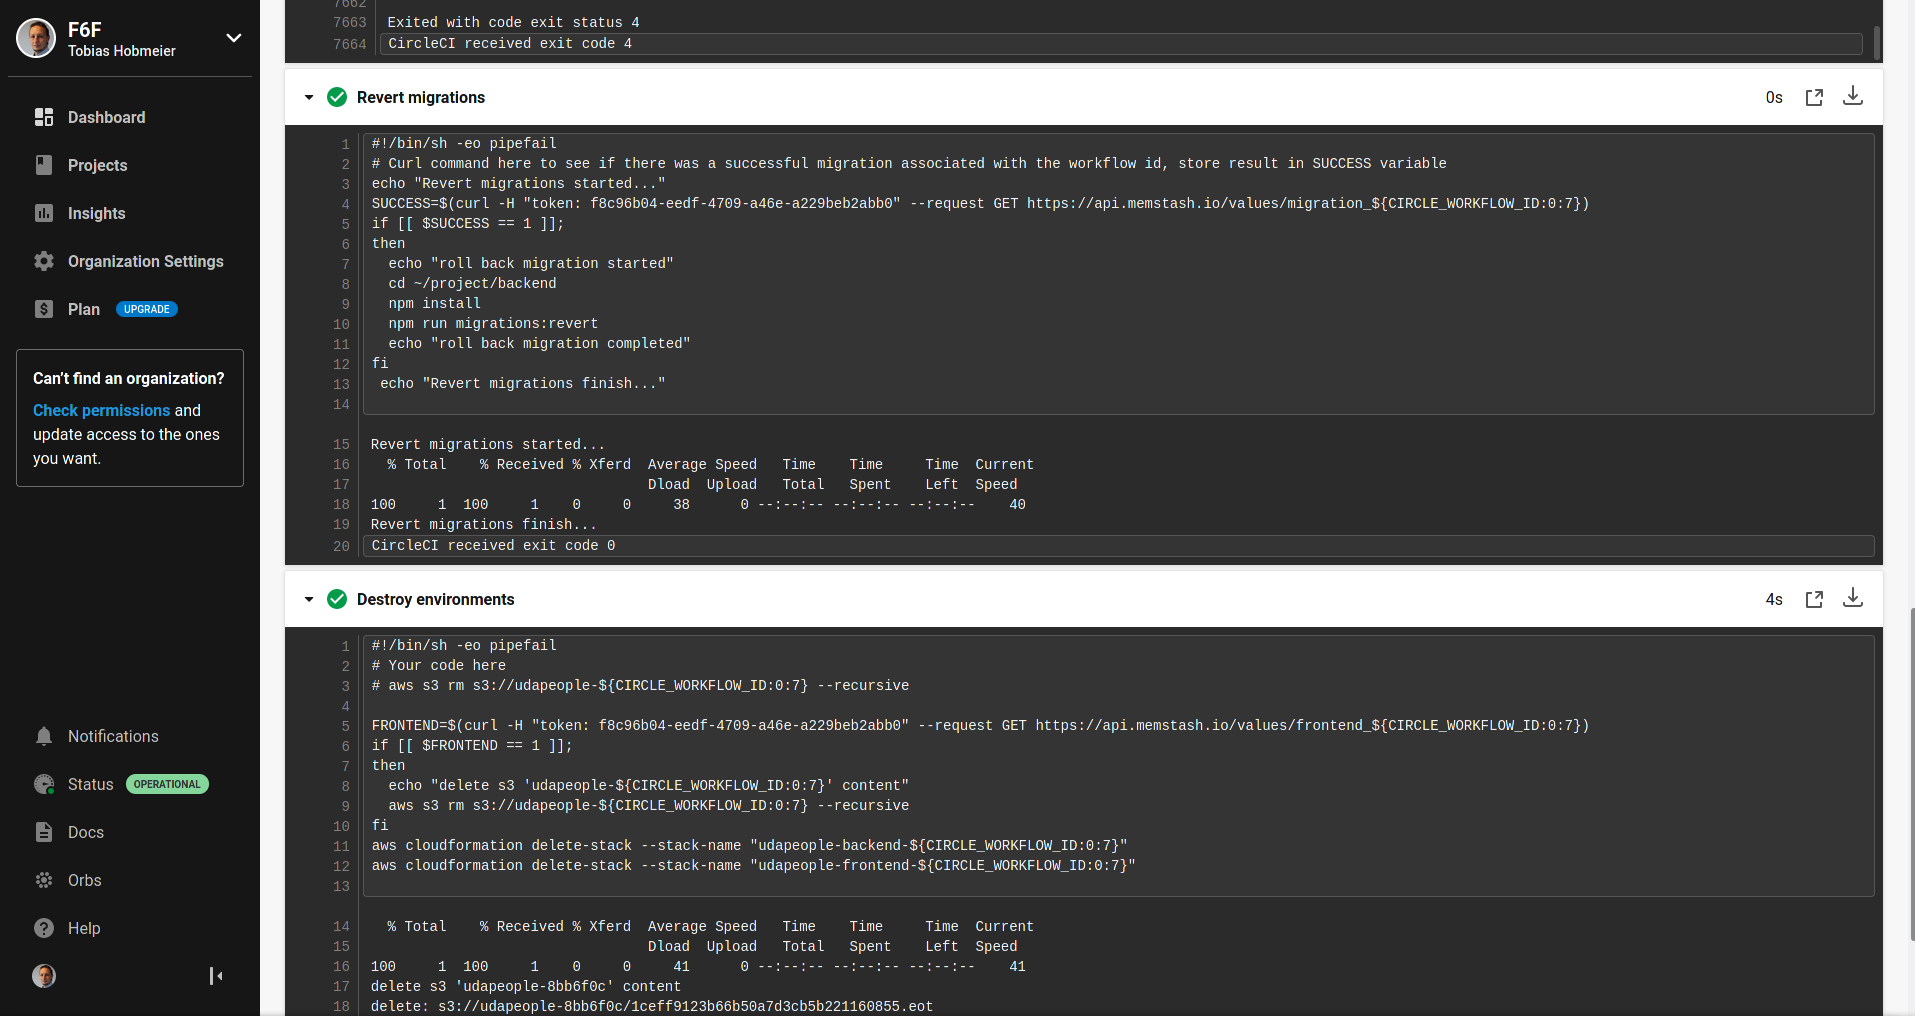 F6F
Tobias Hobmeier
Dashboard
Projects
Insights
Organization Settings
Plan UPGRADE
Can't find an organization?
Check permissions and
update access to the ones
you want.
Notifications
Status OPERATIONAL
Docs
Orbs
Help
7662
7663 Exited with code exit status 4
7664 CircleCI received exit code 4
Revert migrations 0s
1 #!/bin/sh -eo pipefail
2 # Curl command here to see if there was a successful migration associated with the workflow id, store result in SUCCESS variable
3 echo "Revert migrations started..."
4 SUCCESS=$(curl -H "token: f8c96b04-eedf-4709-a46e-a229beb2abb0" --request GET https://api.memstash.io/values/migration_${CIRCLE_WORKFLOW_ID:0:7})
5 if [[ $SUCCESS == 1 ]];
6 then
7 echo "roll back migration started"
8 cd ~/project/backend
9 npm install
10 npm run migrations:revert
11 echo "roll back migration completed"
12 fi
13 echo "Revert migrations finish..."
14
15 Revert migrations started...
16 % Total % Received % Xferd Average Speed Time Time Time Current
17 Dload Upload Total Spent Left Speed
18 100 1 100 1 0 0 38 0 --:--:-- --:--:-- --:--:-- 40
19 Revert migrations finish...
20 CircleCI received exit code 0
Destroy environments 4s
1 #!/bin/sh -eo pipefail
2 # Your code here
3 # aws s3 rm s3://udapeople-${CIRCLE_WORKFLOW_ID:0:7} --recursive
4
5 FRONTEND=$(curl -H "token: f8c96b04-eedf-4709-a46e-a229beb2abb0" --request GET https://api.memstash.io/values/frontend_${CIRCLE_WORKFLOW_ID:0:7})
6 if [[ $FRONTEND == 1 ]];
7 then
8 echo "delete s3 'udapeople-${CIRCLE_WORKFLOW_ID:0:7}' content"
9 aws s3 rm s3://udapeople-${CIRCLE_WORKFLOW_ID:0:7} --recursive
10 fi
11 aws cloudformation delete-stack --stack-name "udapeople-backend-${CIRCLE_WORKFLOW_ID:0:7}"
12 aws cloudformation delete-stack --stack-name "udapeople-frontend-${CIRCLE_WORKFLOW_ID:0:7}"
13
14 % Total % Received % Xferd Average Speed Time Time Time Current
15 Dload Upload Total Spent Left Speed
16 100 1 100 1 0 0 41 0 --:--:-- --:--:-- --:--:-- 41
17 delete s3 'udapeople-8bb6f0c' content
18 delete: s3://udapeople-8bb6f0c/1ceff9123b66b50a7d3cb5b221160855.eot